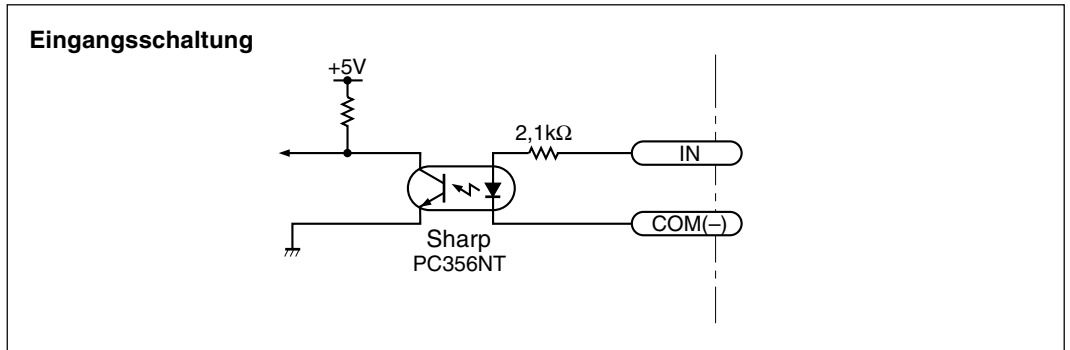 Eingangsschaltung
+5V
2,1kΩ
IN
COM(–)
Sharp
PC356NT